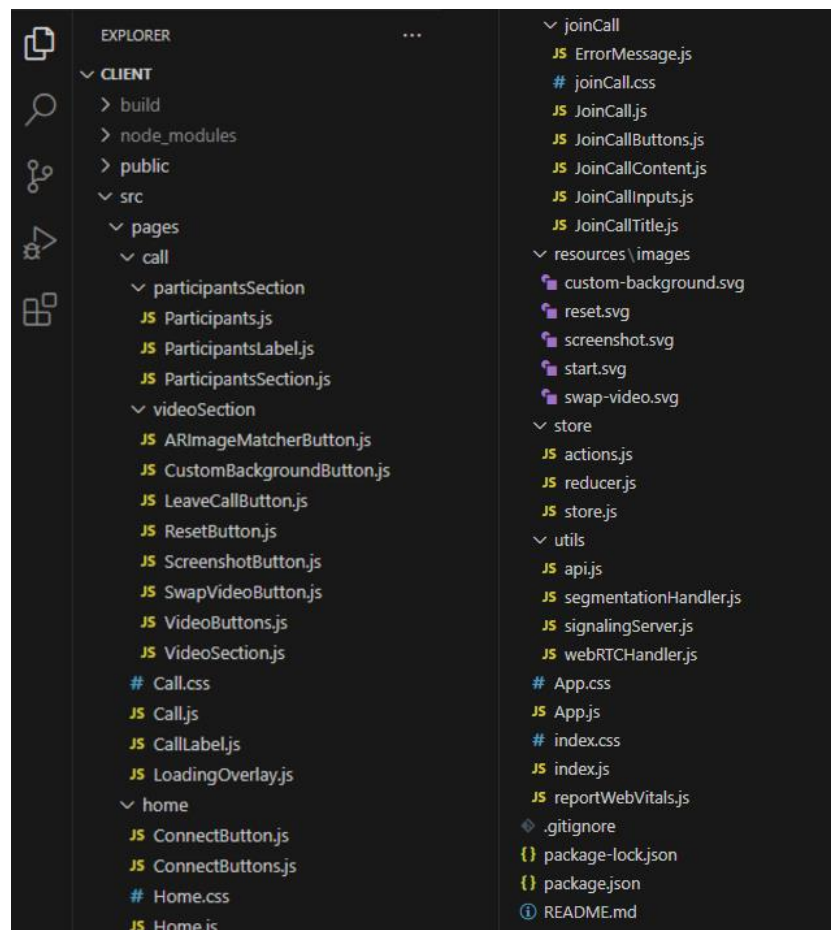 EXPLORER ...
CLIENT
build
node_modules
public
src
pages
call
participantsSection
JS Participants.js
JS ParticipantsLabel.js
JS ParticipantsSection.js
videoSection
JS ARImageMatcherButton.js
JS CustomBackgroundButton.js
JS LeaveCallButton.js
JS ResetButton.js
JS ScreenshotButton.js
JS SwapVideoButton.js
JS VideoButtons.js
JS VideoSection.js
# Call.css
JS Call.js
JS CallLabel.js
JS LoadingOverlay.js
home
JS ConnectButton.js
JS ConnectButtons.js
# Home.css
JS Home.js
joinCall
JS ErrorMessage.js
# joinCall.css
JS JoinCall.js
JS JoinCallButtons.js
JS JoinCallContent.js
JS JoinCallInputs.js
JS JoinCallTitle.js
resources\images
custom-background.svg
reset.svg
screenshot.svg
start.svg
swap-video.svg
store
JS actions.js
JS reducer.js
JS store.js
utils
JS api.js
JS segmentationHandler.js
JS signalingServer.js
JS webRTCHandler.js
# App.css
JS App.js
# index.css
JS index.js
JS reportWebVitals.js
.gitignore
{} package-lock.json
{} package.json
README.md